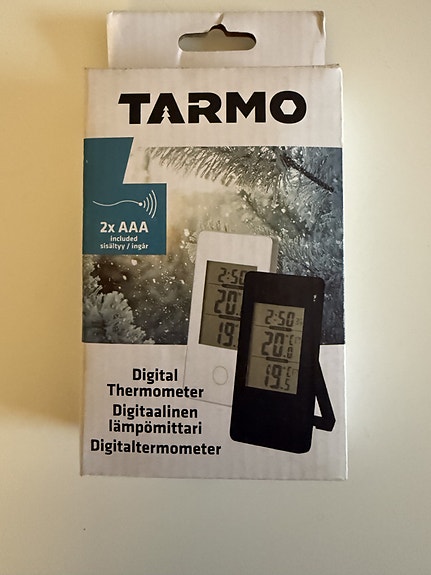 TARMO
2x AAA
included
sisältyy / ingår
2:50
20.
19.
2:50
20.0 °C
19.5 °C
Digital
Thermometer
Digitaalinen
lämpömittari
Digitaltermometer